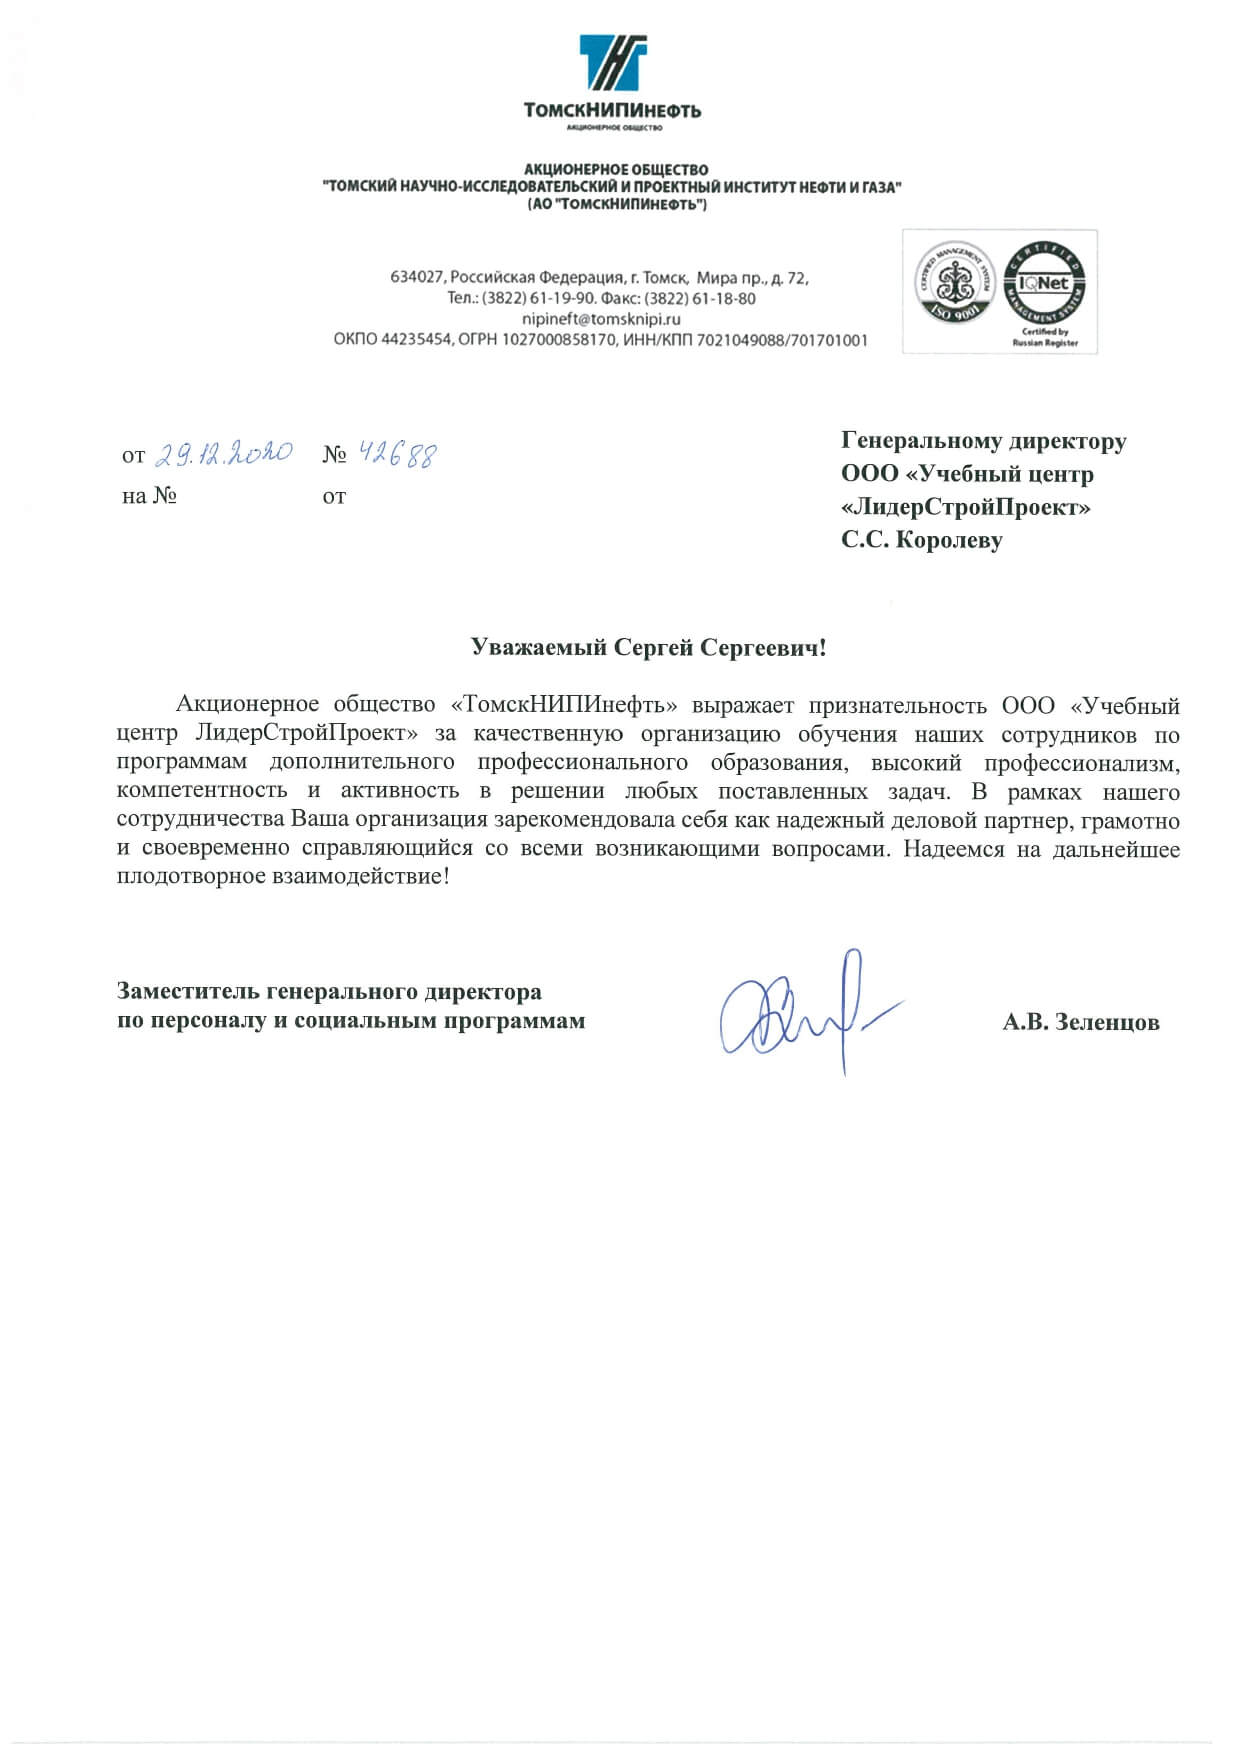 ТомскНИПИнефть
АКЦИОНЕРНОЕ ОБЩЕСТВО
АКЦИОНЕРНОЕ ОБЩЕСТВО
"ТОМСКИЙ НАУЧНО-ИССЛЕДОВАТЕЛЬСКИЙ И ПРОЕКТНЫЙ ИНСТИТУТ НЕФТИ И ГАЗА"
(АО "ТомскНИПИнефть")
634027, Российская Федерация, г. Томск, Мира пр., д. 72,
Тел.: (3822) 61-19-90. Факс: (3822) 61-18-80
nipineft@tomsknipi.ru
ОКПО 44235454, ОГРН 1027000858170, ИНН/КПП 7021049088/701701001
CERTIFIED MANAGEMENT SYSTEM
ISO 9001
CERTIFIED
IQNet
MANAGEMENT SYSTEM
Certified by
Russian Register
от 29.12.2020 № 42688
на № от
Генеральному директору
ООО «Учебный центр
«ЛидерСтройПроект»
С.С. Королеву
Уважаемый Сергей Сергеевич!
Акционерное общество «ТомскНИПИнефть» выражает признательность ООО «Учебный
центр ЛидерСтройПроект» за качественную организацию обучения наших сотрудников по
программам дополнительного профессионального образования, высокий профессионализм,
компетентность и активность в решении любых поставленных задач. В рамках нашего
сотрудничества Ваша организация зарекомендовала себя как надежный деловой партнер, грамотно
и своевременно справляющийся со всеми возникающими вопросами. Надеемся на дальнейшее
плодотворное взаимодействие!
Заместитель генерального директора
по персоналу и социальным программам
А.В. Зеленцов